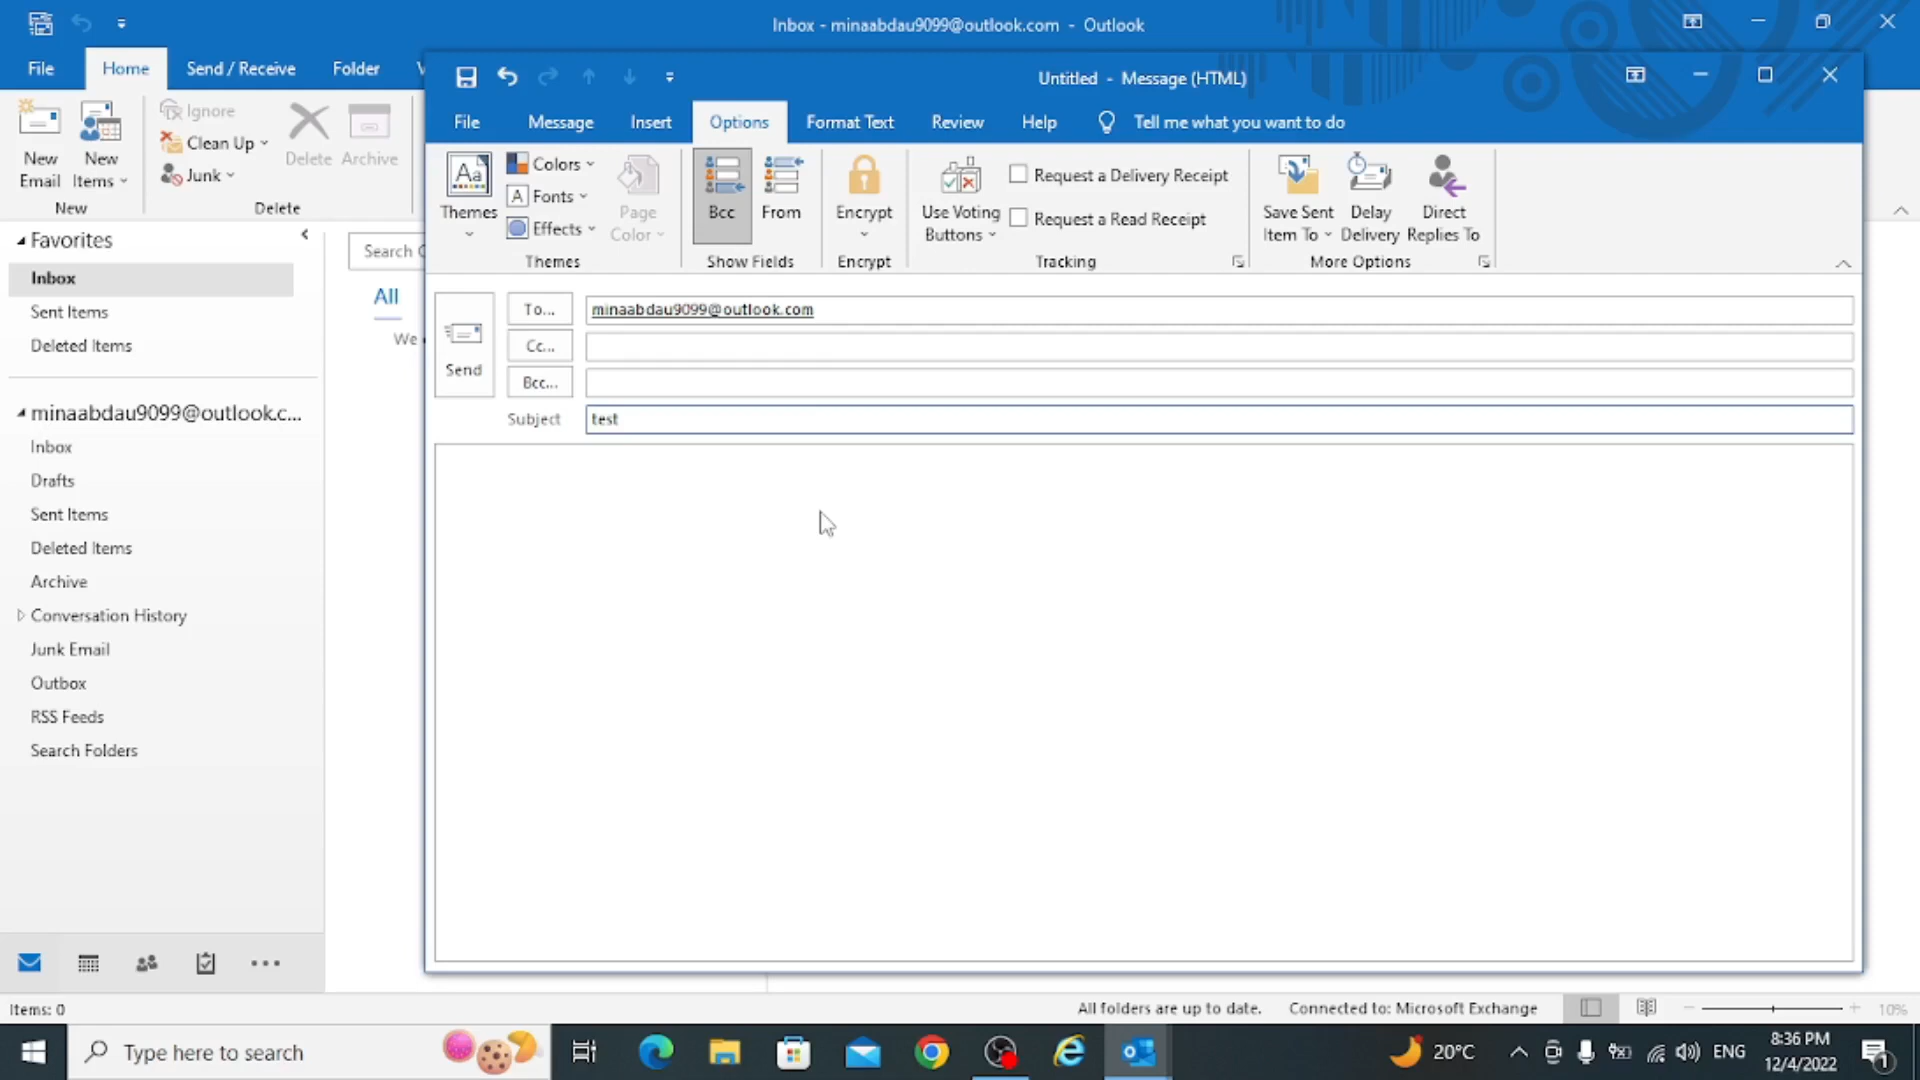 Inbox - minaabdau9099@outlook.com - Outlook
File Home Send / Receive Folder
New Email
New Items
New
Ignore
Clean Up
Junk
Delete
Archive
Delete
Favorites
Inbox
Sent Items
Deleted Items
minaabdau9099@outlook.c...
Inbox
Drafts
Sent Items
Deleted Items
Archive
Conversation History
Junk Email
Outbox
RSS Feeds
Search Folders
Items: 0
Search
All
We
Untitled - Message (HTML)
File Message Insert Options Format Text Review Help Tell me what you want to do
Aa
Themes
Colors
A Fonts
Effects
Page Color
Themes
Bcc
From
Show Fields
Encrypt
Encrypt
Use Voting Buttons
Request a Delivery Receipt
Request a Read Receipt
Tracking
Save Sent Item To
Delay Delivery
Direct Replies To
More Options
Send
To... minaabdau9099@outlook.com
Cc...
Bcc...
Subject test
All folders are up to date. Connected to: Microsoft Exchange 10%
Type here to search
20°C
ENG
8:36 PM
12/4/2022
1